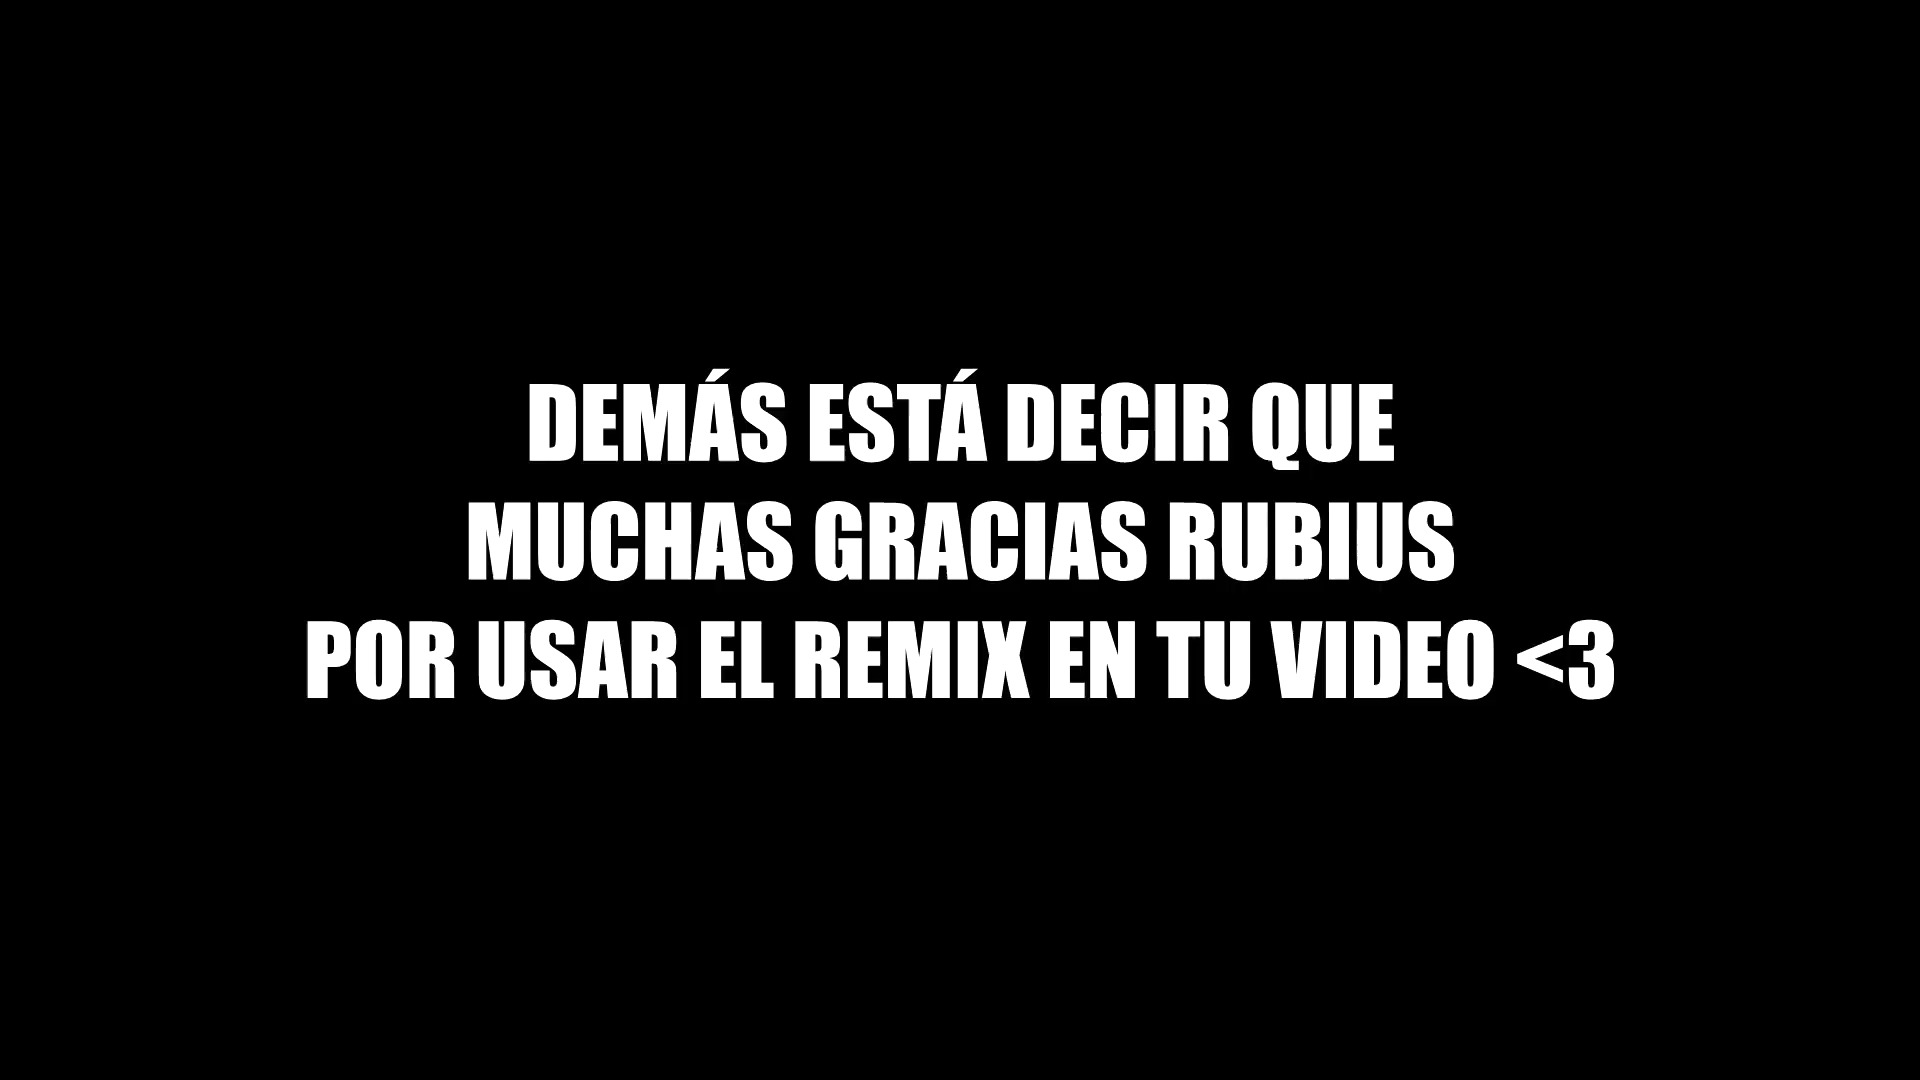 DEMÁS ESTÁ DECIR QUE
MUCHAS GRACIAS RUBIUS
POR USAR EL REMIX EN TU VIDEO <3